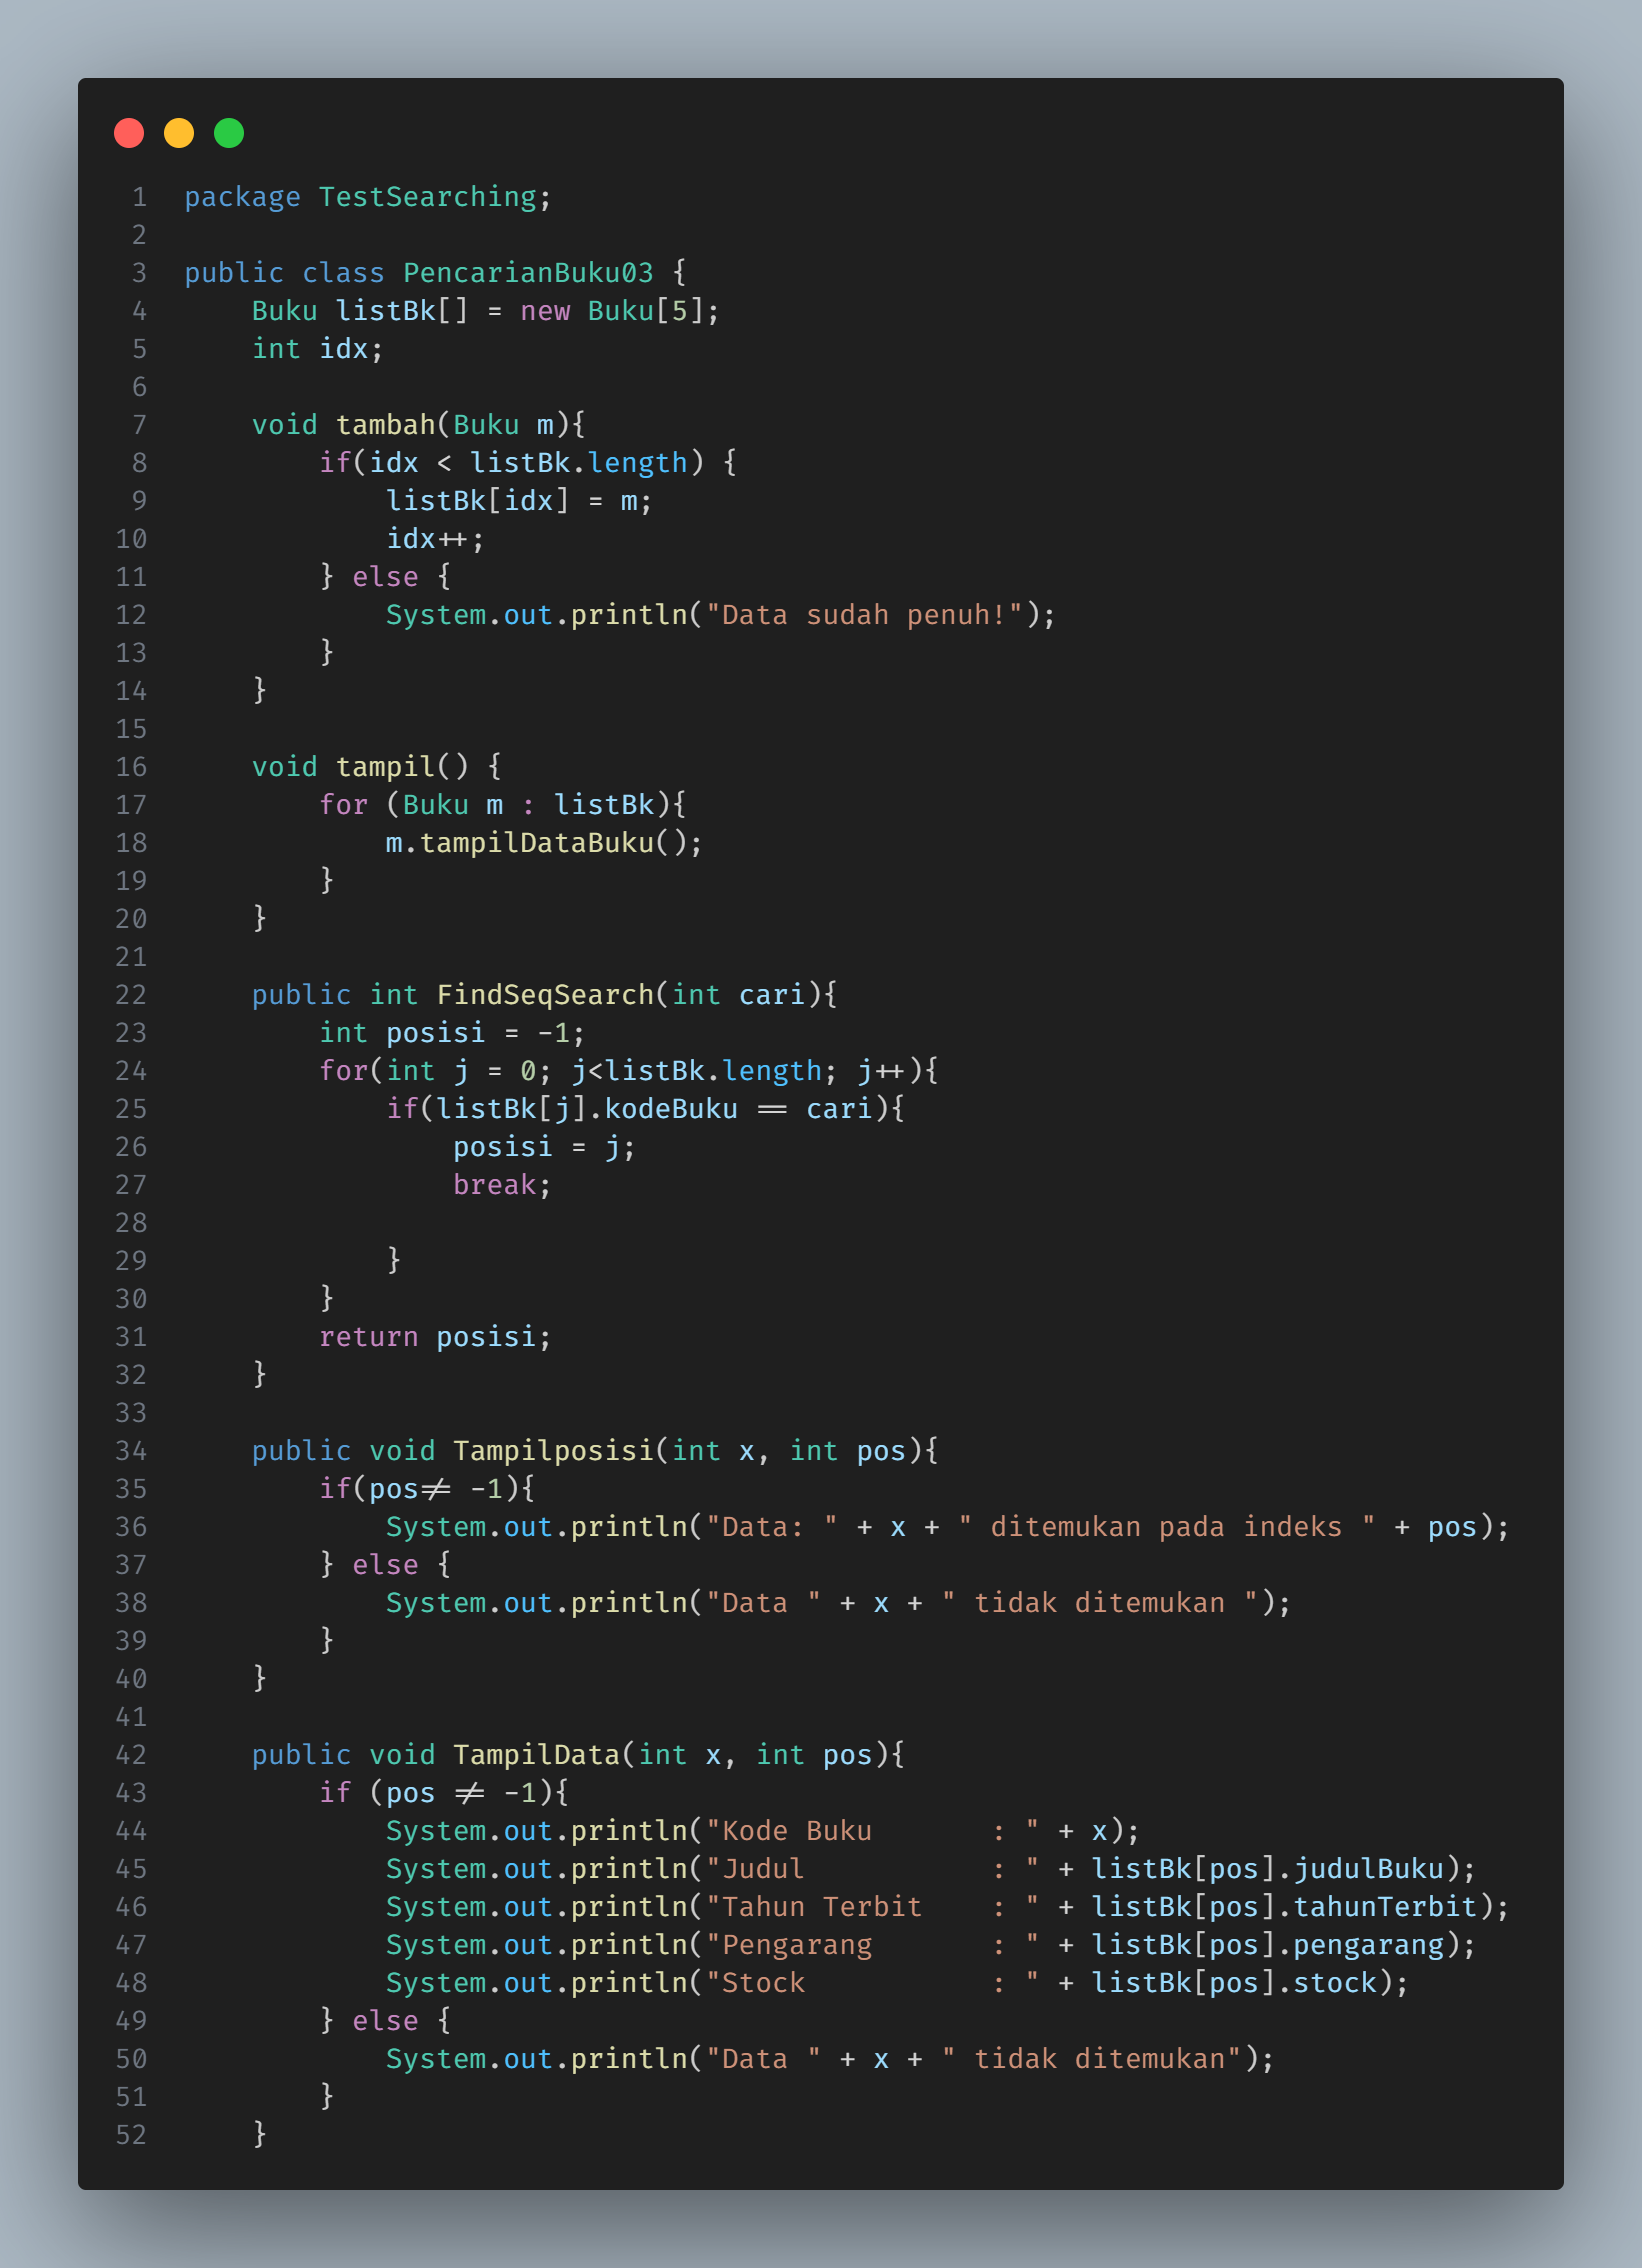 1 package TestSearching;
2
3 public class PencarianBuku03 {
4     Buku listBk[] = new Buku[5];
5     int idx;
6
7     void tambah(Buku m){
8         if(idx < listBk.length) {
9             listBk[idx] = m;
10             idx++;
11         } else {
12             System.out.println("Data sudah penuh!");
13         }
14     }
15
16     void tampil() {
17         for (Buku m : listBk){
18             m.tampilDataBuku();
19         }
20     }
21
22     public int FindSeqSearch(int cari){
23         int posisi = -1;
24         for(int j = 0; j<listBk.length; j++){
25             if(listBk[j].kodeBuku == cari){
26                 posisi = j;
27                 break;
28
29             }
30         }
31         return posisi;
32     }
33
34     public void Tampilposisi(int x, int pos){
35         if(pos!= -1){
36             System.out.println("Data: " + x + " ditemukan pada indeks " + pos);
37         } else {
38             System.out.println("Data " + x + " tidak ditemukan ");
39         }
40     }
41
42     public void TampilData(int x, int pos){
43         if (pos != -1){
44             System.out.println("Kode Buku       : " + x);
45             System.out.println("Judul           : " + listBk[pos].judulBuku);
46             System.out.println("Tahun Terbit    : " + listBk[pos].tahunTerbit);
47             System.out.println("Pengarang       : " + listBk[pos].pengarang);
48             System.out.println("Stock           : " + listBk[pos].stock);
49         } else {
50             System.out.println("Data " + x + " tidak ditemukan");
51         }
52     }